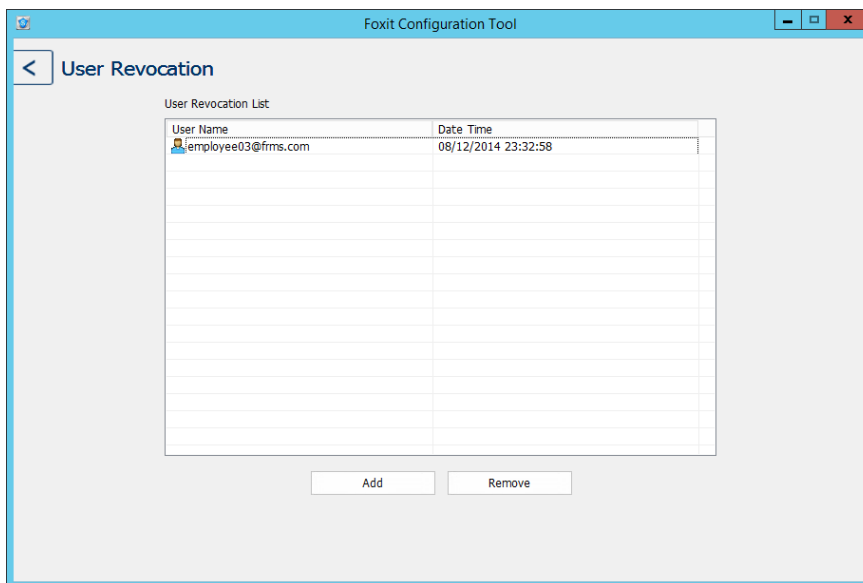 Foxit Configuration Tool
User Revocation
User Revocation List
User Name Date Time
employee03@frms.com 08/12/2014 23:32:58
Add Remove